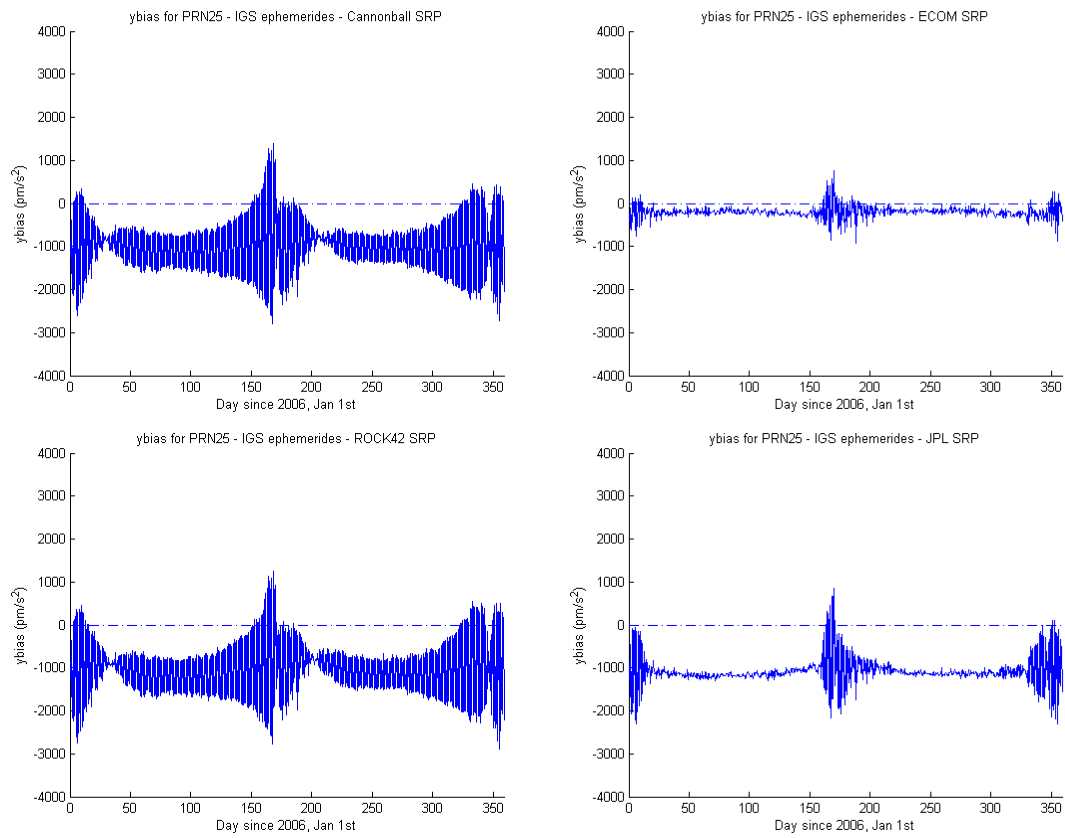 ybias for PRN25 - IGS ephemerides - Cannonball SRP
4000
3000
2000
1000
0
-1000
-2000
-3000
-4000
ybias (pm/s²)
0 50 100 150 200 250 300 350
Day since 2006, Jan 1st
ybias for PRN25 - IGS ephemerides - ECOM SRP
4000
3000
2000
1000
0
-1000
-2000
-3000
-4000
ybias (pm/s²)
0 50 100 150 200 250 300 350
Day since 2006, Jan 1st
ybias for PRN25 - IGS ephemerides - ROCK42 SRP
4000
3000
2000
1000
0
-1000
-2000
-3000
-4000
ybias (pm/s²)
0 50 100 150 200 250 300 350
Day since 2006, Jan 1st
ybias for PRN25 - IGS ephemerides - JPL SRP
4000
3000
2000
1000
0
-1000
-2000
-3000
-4000
ybias (pm/s²)
0 50 100 150 200 250 300 350
Day since 2006, Jan 1st